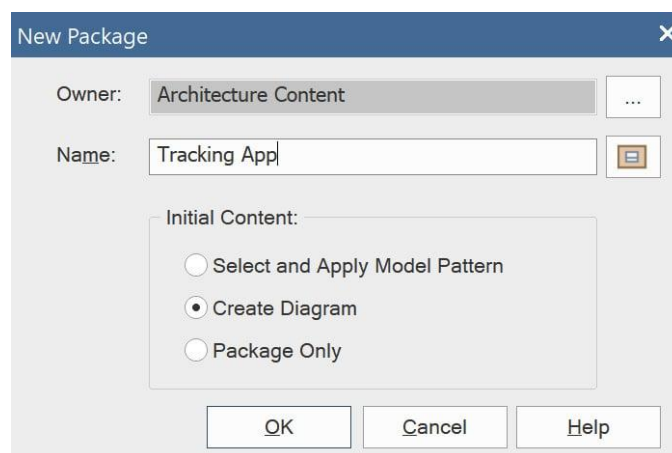 New Package
Owner: Architecture Content ...
Name: Tracking App
Initial Content:
Select and Apply Model Pattern
Create Diagram
Package Only
OK Cancel Help